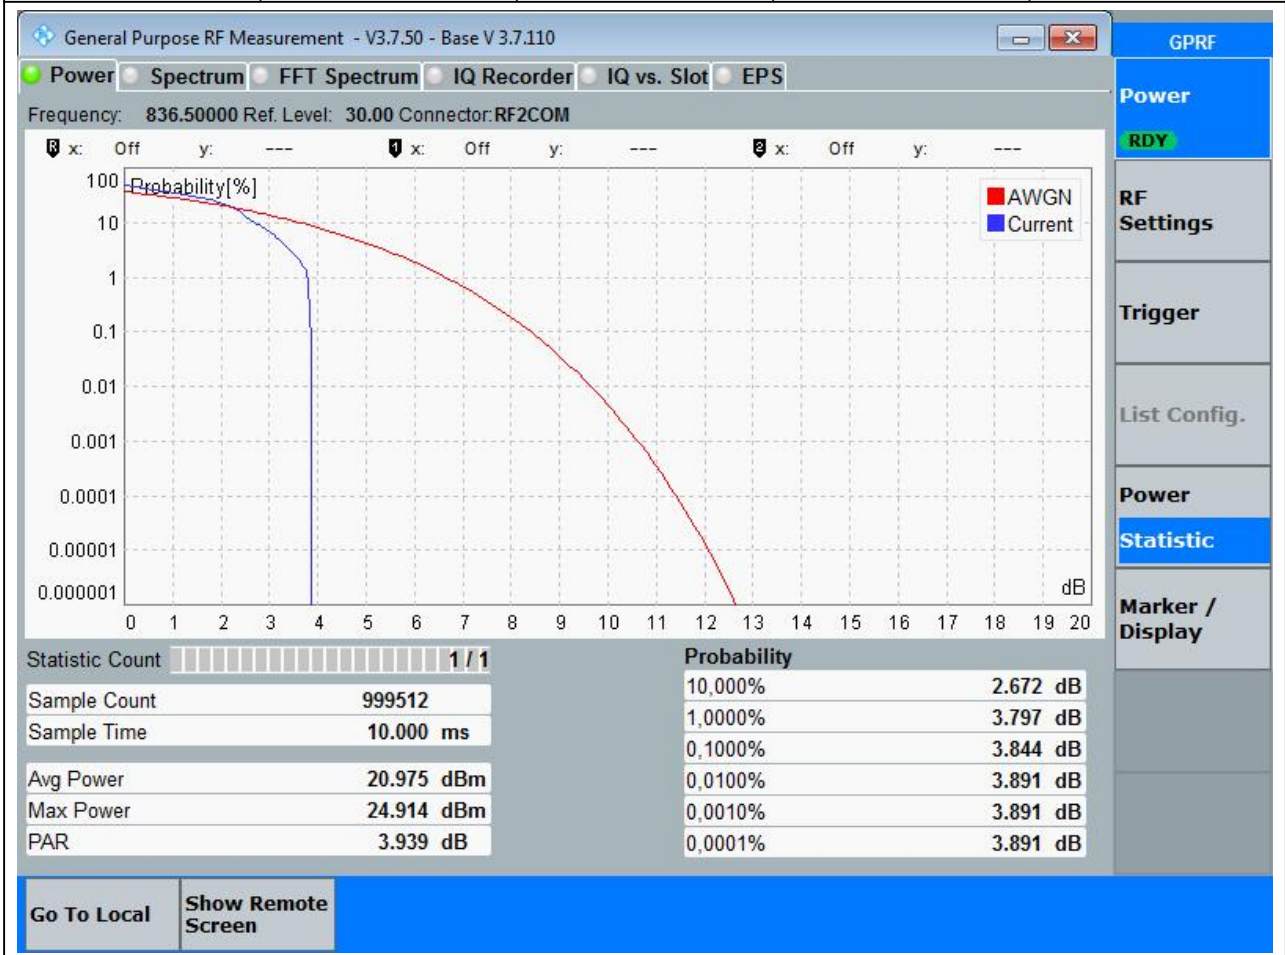 General Purpose RF Measurement - V3.7.50 - Base V 3.7.110
Power Spectrum FFT Spectrum IQ Recorder IQ vs. Slot EPS
Frequency: 836.50000 Ref. Level: 30.00 Connector: RF2COM
R x: Off y: --- 1 x: Off y: --- 2 x: Off y: ---
Probability[%]
AWGN
Current
100
10
1
0.1
0.01
0.001
0.0001
0.00001
0.000001
dB
0 1 2 3 4 5 6 7 8 9 10 11 12 13 14 15 16 17 18 19 20
Statistic Count 1 / 1
Sample Count 999512
Sample Time 10.000 ms
Avg Power 20.975 dBm
Max Power 24.914 dBm
PAR 3.939 dB
Probability
10,000% 2.672 dB
1,0000% 3.797 dB
0,1000% 3.844 dB
0,0100% 3.891 dB
0,0010% 3.891 dB
0,0001% 3.891 dB
GPRF
Power
RDY
RF
Settings
Trigger
List Config.
Power
Statistic
Marker /
Display
Go To Local
Show Remote
Screen